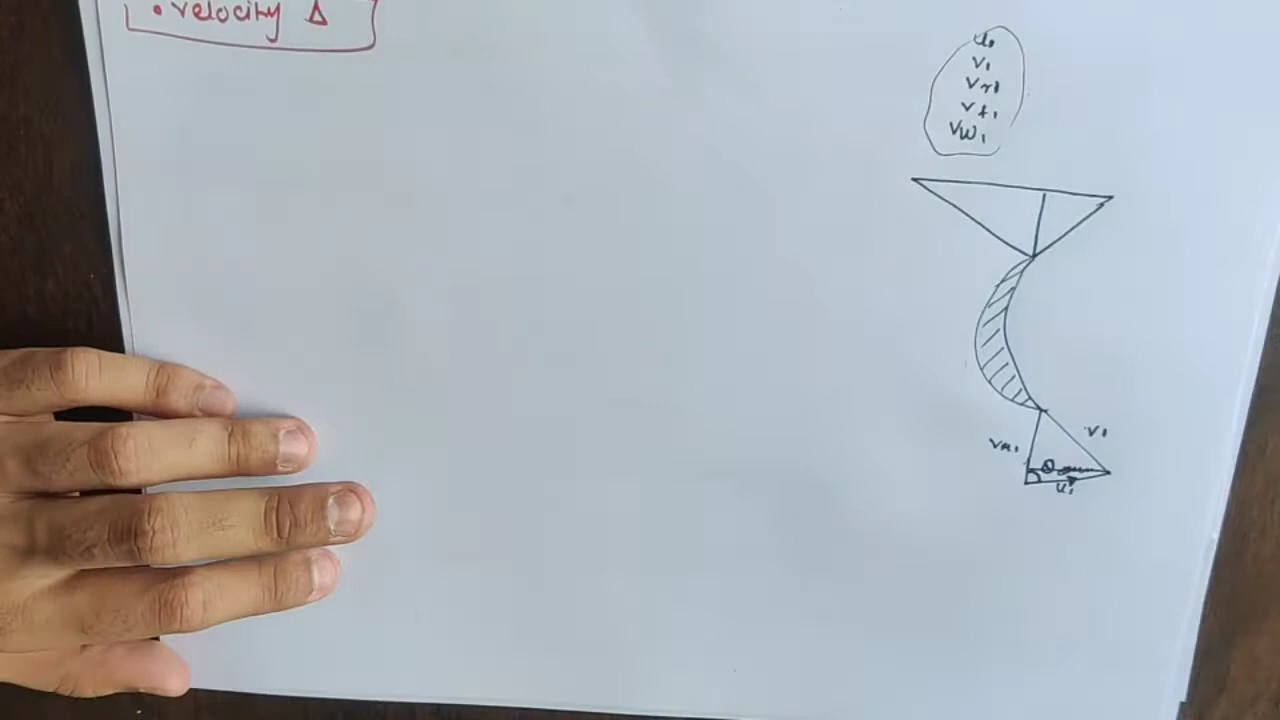 • velocity Δ
u₁
V₁
Vr₁
Vf₁
Vw₁
V₁
Vr₁
θ
u₁